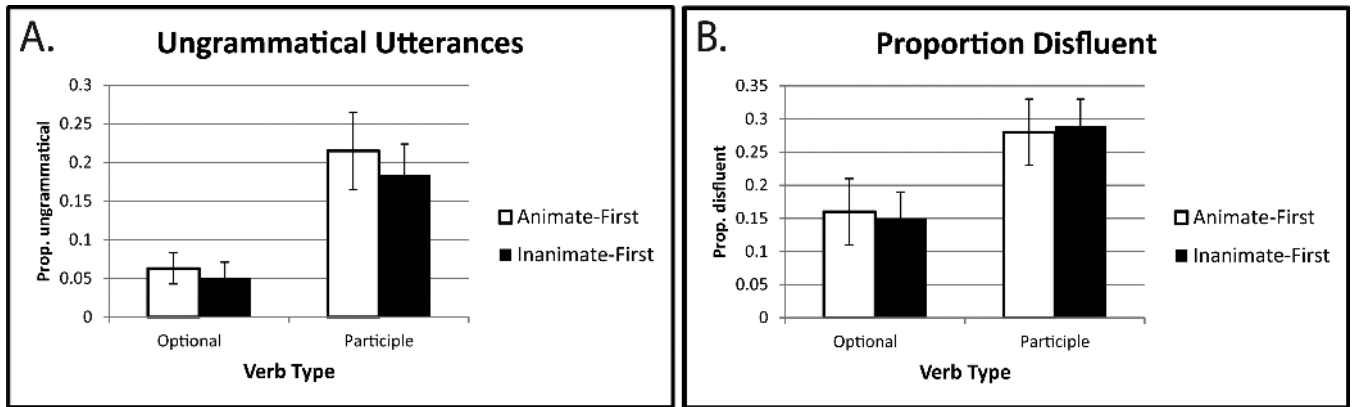 A.
Ungrammatical Utterances
Prop. ungrammatical
0.3
0.25
0.2
0.15
0.1
0.05
0
Optional
Participle
Verb Type
Animate-First
Inanimate-First
B.
Proportion Disfluent
Prop. disfluent
0.35
0.3
0.25
0.2
0.15
0.1
0.05
0
Optional
Participle
Verb Type
Animate-First
Inanimate-First